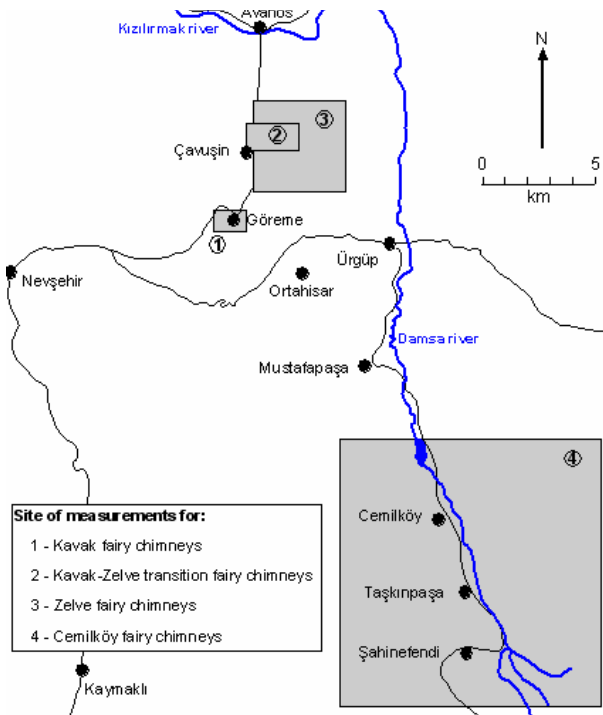 Avanos
Kızılırmak river
N
③
②
Çavuşin
0 5
km
Göreme
①
Ürgüp
Nevşehir
Ortahisar
Damsa river
Mustafapaşa
④
Site of measurements for:
1 - Kavak fairy chimneys
2 - Kavak-Zelve transition fairy chimneys
3 - Zelve fairy chimneys
4 - Cemilköy fairy chimneys
Cemilköy
Taşkınpaşa
Şahinefendi
Kaynaklı